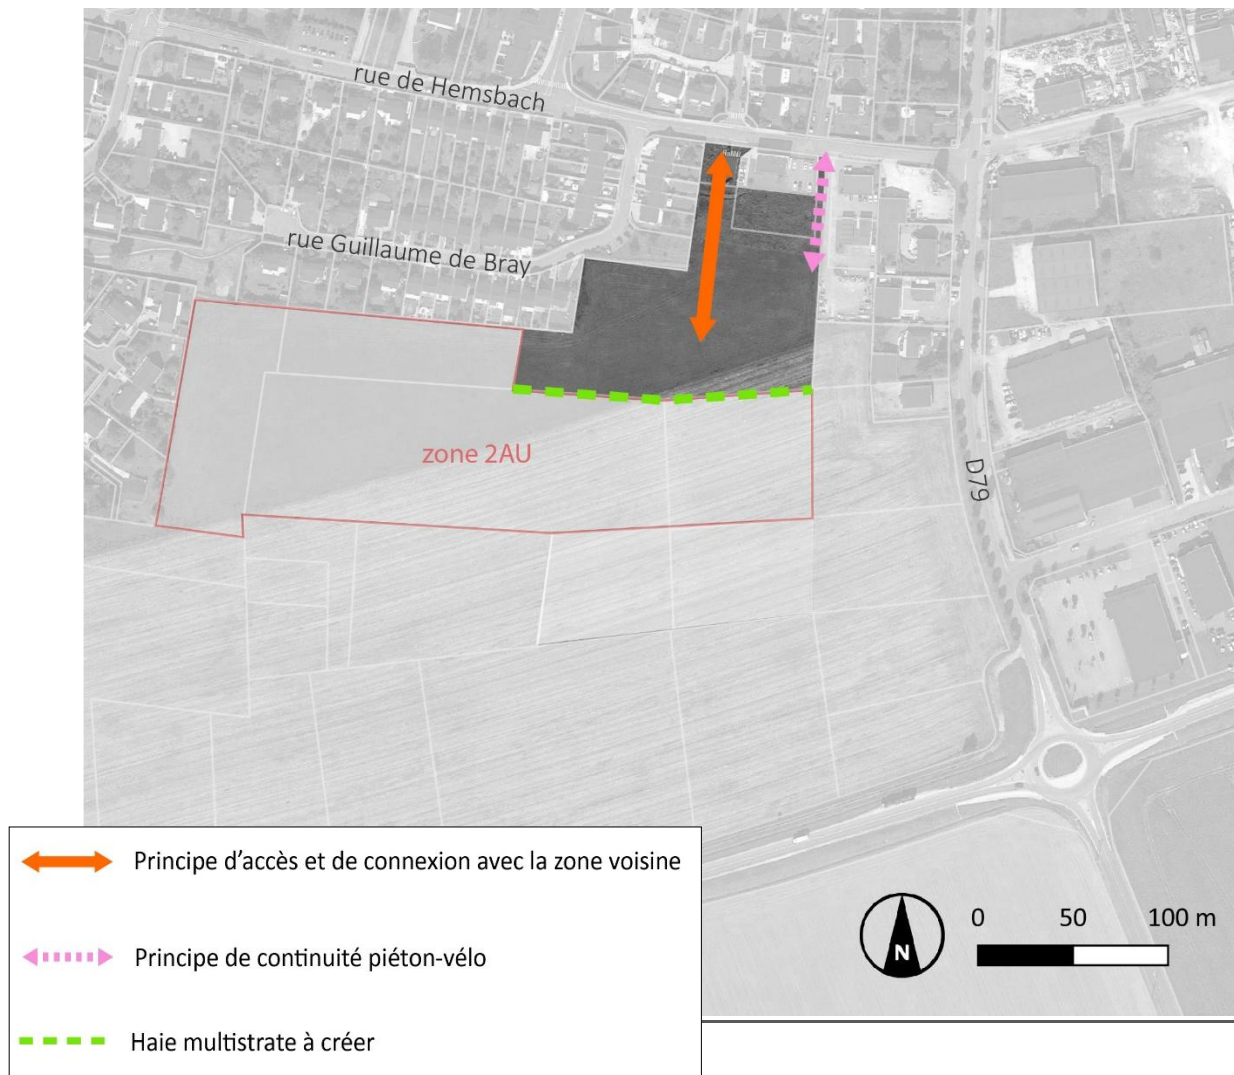 rue de Hemsbach
rue Guillaume de Bray
zone 2AU
D79
Principe d'accès et de connexion avec la zone voisine
Principe de continuité piéton-vélo
Haie multistrate à créer
N
0 50 100 m